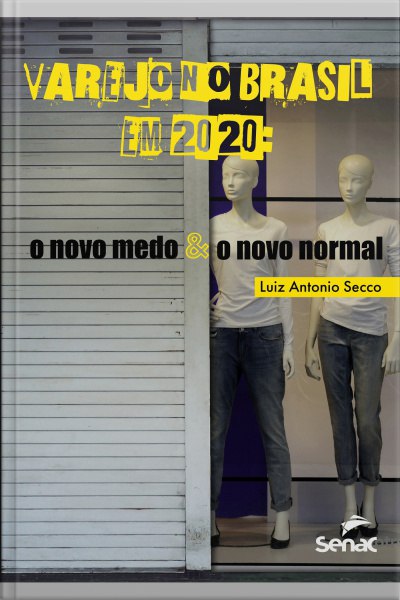 VAREJO NO BRASIL
EM 2020:
o novo medo & o novo normal
Luiz Antonio Secco
Senac